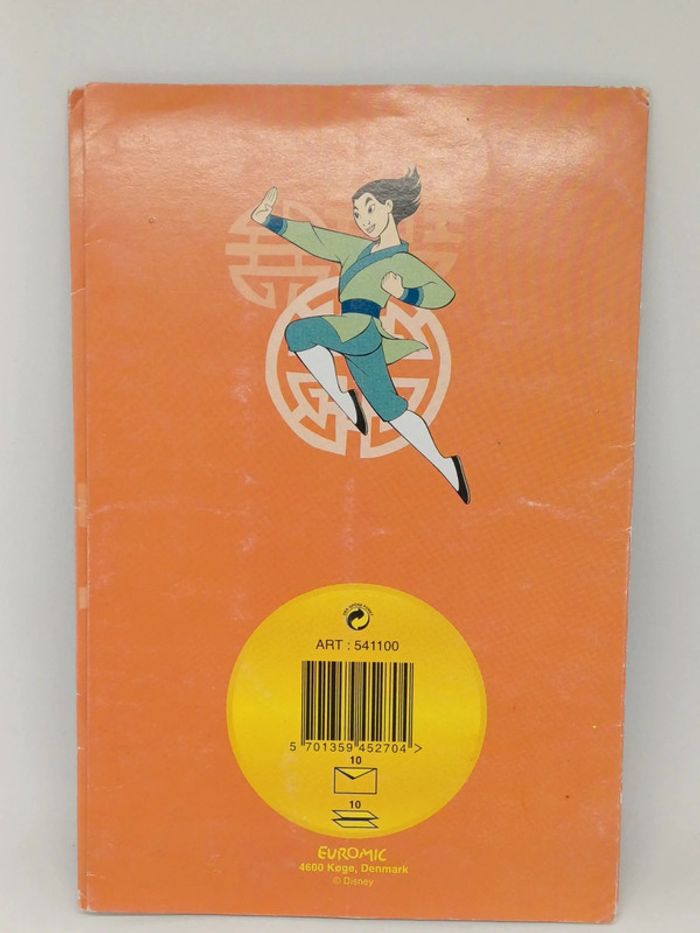 ART : 541100
5 701359 452704 >
10
10
EUROMIC
4600 Køge, Denmark
© Disney